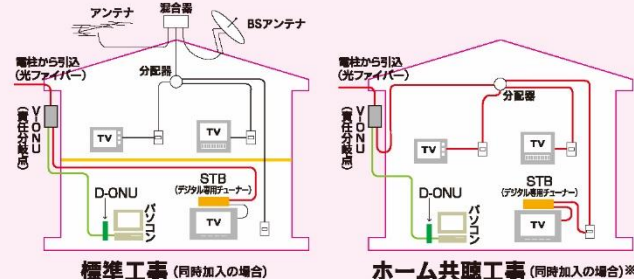 アンテナ
混合器
BSアンテナ
電柱から引込
(光ファイバー)
分配器
V-ONU
(責任分岐点)
TV
TV
D-ONU
パソコン
STB
(デジタル専用チューナー)
TV
標準工事 (同時加入の場合)
電柱から引込
(光ファイバー)
分配器
V-ONU
(責任分岐点)
TV
TV
D-ONU
パソコン
STB
(デジタル専用チューナー)
TV
ホーム共聴工事 (同時加入の場合)※